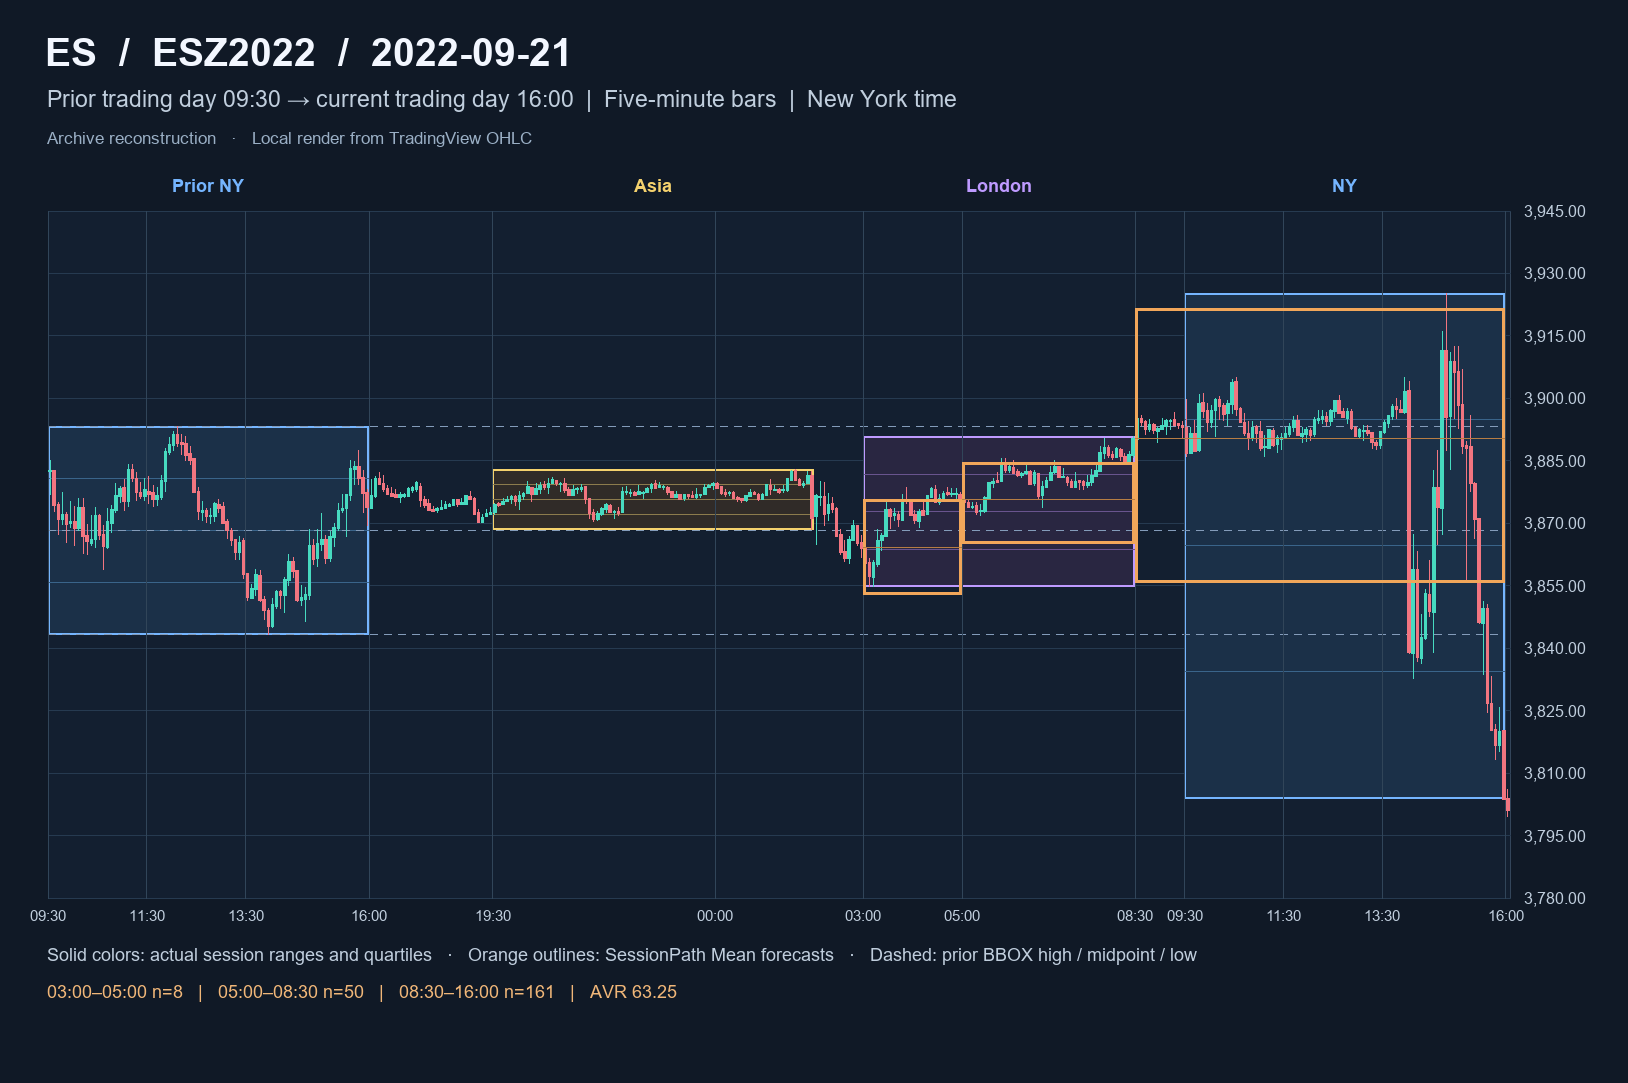 ES / ESZ2022 / 2022-09-21
Prior trading day 09:30 → current trading day 16:00 | Five-minute bars | New York time
Archive reconstruction · Local render from TradingView OHLC
Prior NY Asia London NY
3,945.00
3,930.00
3,915.00
3,900.00
3,885.00
3,870.00
3,855.00
3,840.00
3,825.00
3,810.00
3,795.00
3,780.00
09:30 11:30 13:30 16:00 19:30 00:00 03:00 05:00 08:30 09:30 11:30 13:30 16:00
Solid colors: actual session ranges and quartiles · Orange outlines: SessionPath Mean forecasts · Dashed: prior BBOX high / midpoint / low
03:00–05:00 n=8 | 05:00–08:30 n=50 | 08:30–16:00 n=161 | AVR 63.25